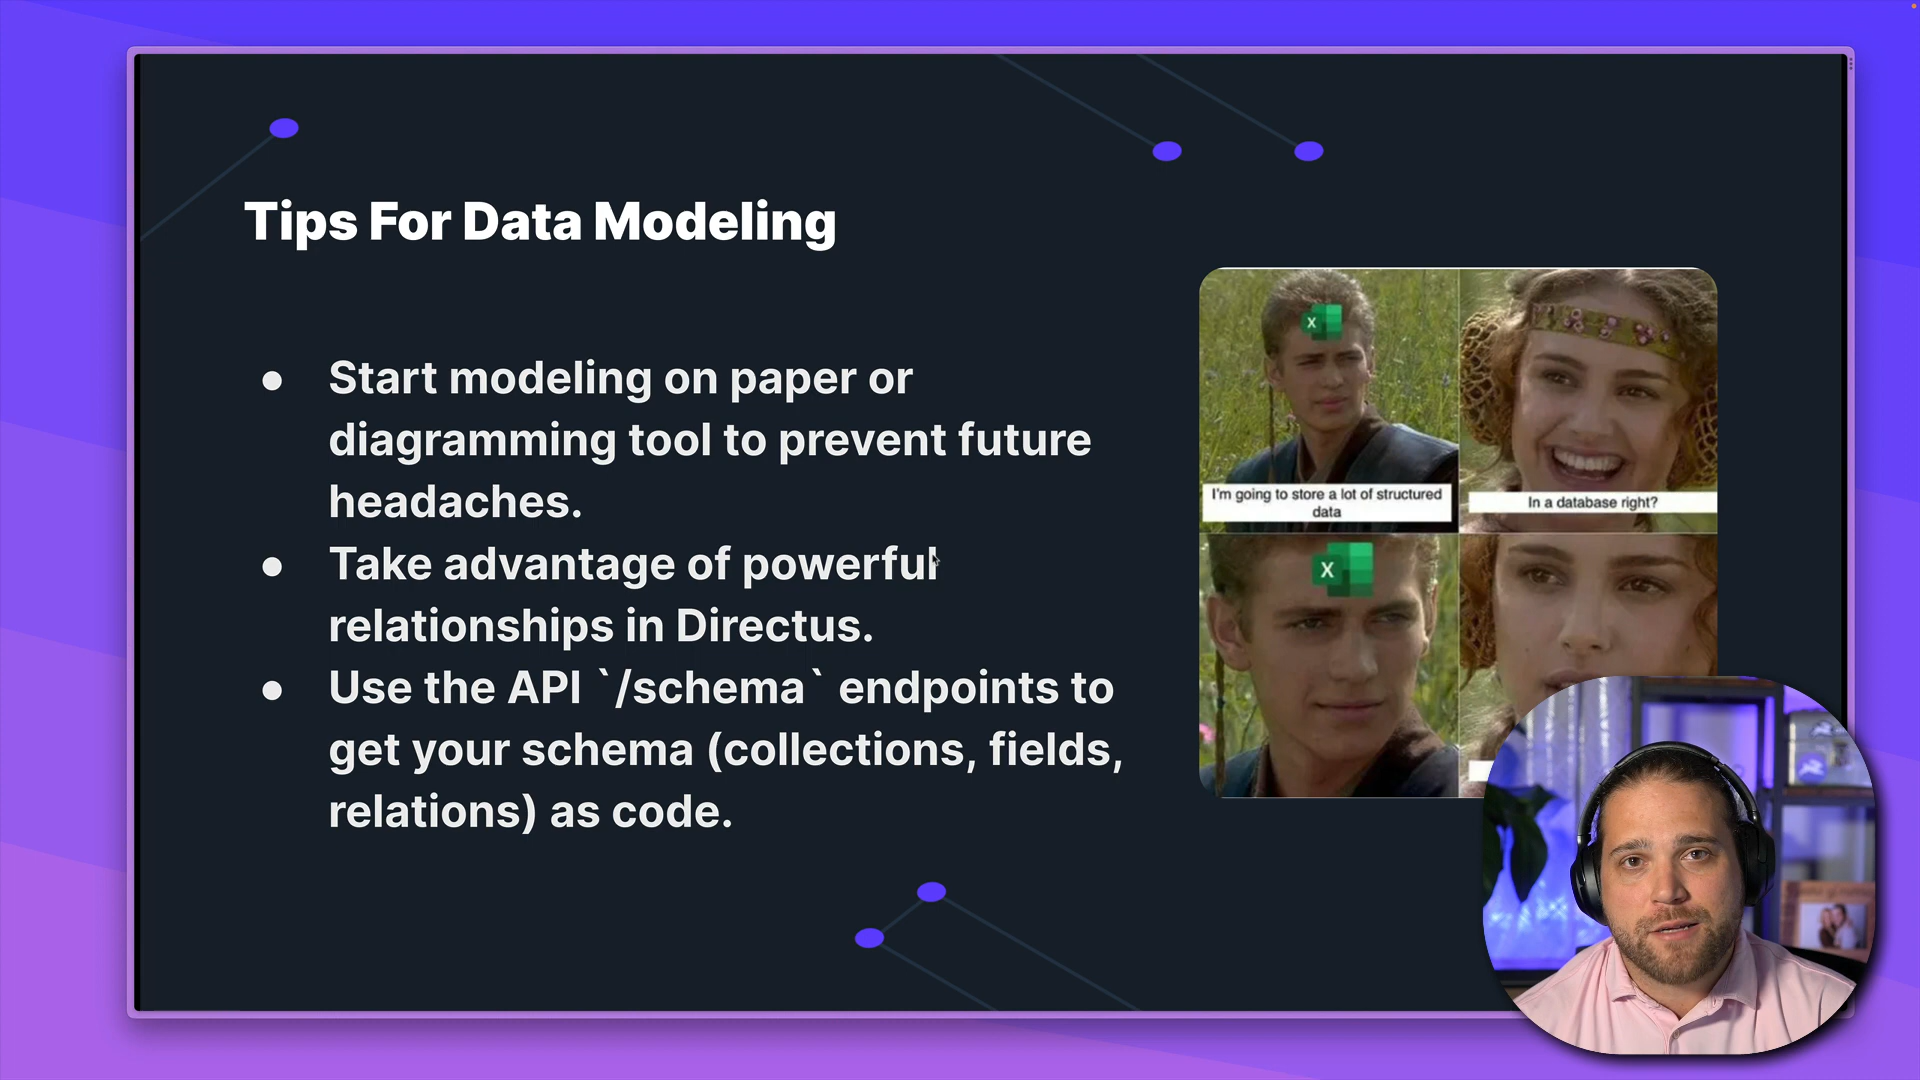 Tips For Data Modeling
● Start modeling on paper or
diagramming tool to prevent future
headaches.
● Take advantage of powerful
relationships in Directus.
● Use the API `/schema` endpoints to
get your schema (collections, fields,
relations) as code.
I'm going to store a lot of structured
data
In a database right?
X
X